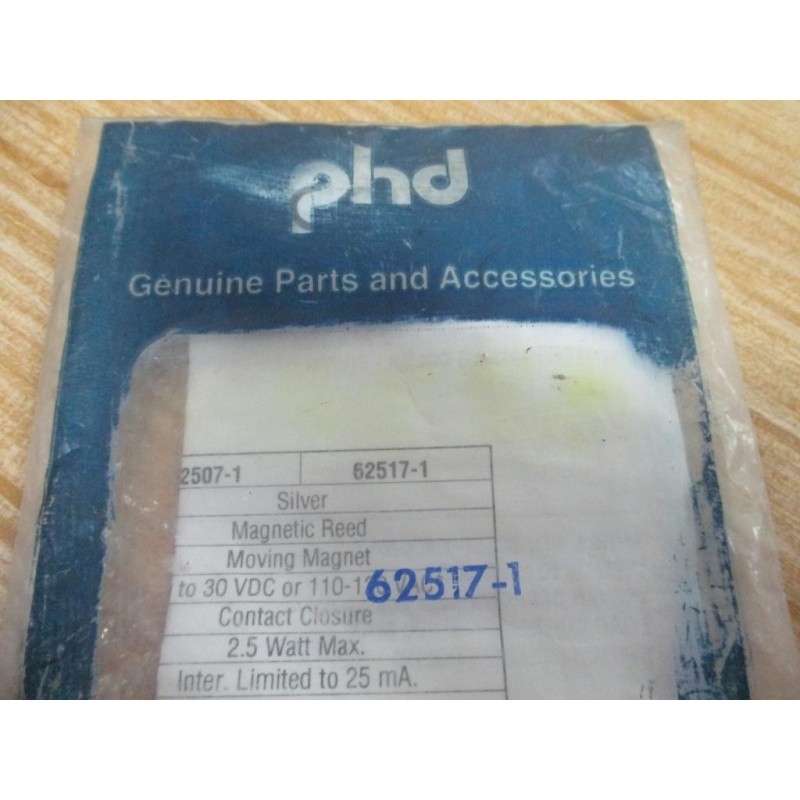 phd
Genuine Parts and Accessories
2507-1 62517-1
Silver
Magnetic Reed
Moving Magnet
to 30 VDC or 110-1
62517-1
Contact Closure
2.5 Watt Max.
Inter. Limited to 25 mA.